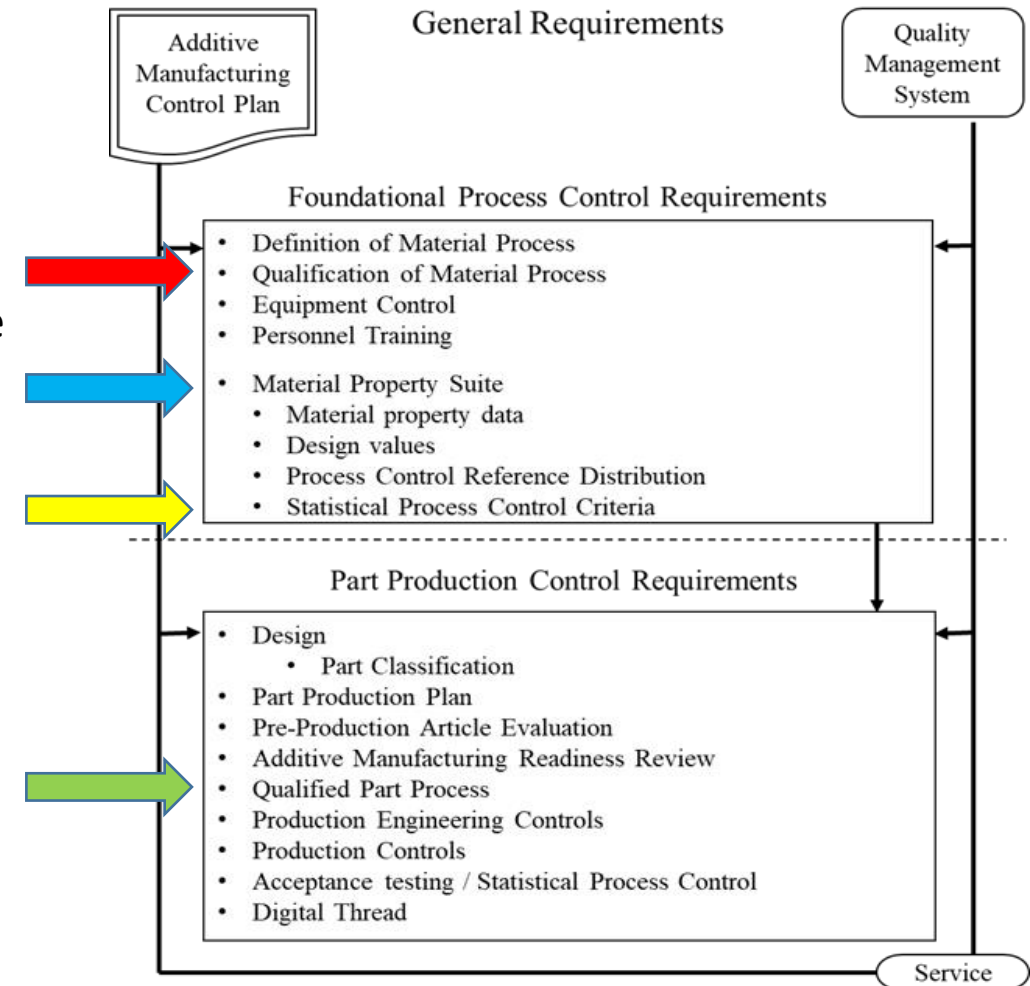 General Requirements
Additive
Manufacturing
Control Plan
Quality
Management
System
Foundational Process Control Requirements
• Definition of Material Process
• Qualification of Material Process
• Equipment Control
• Personnel Training
e
• Material Property Suite
• Material property data
• Design values
• Process Control Reference Distribution
• Statistical Process Control Criteria
Part Production Control Requirements
• Design
• Part Classification
• Part Production Plan
• Pre-Production Article Evaluation
• Additive Manufacturing Readiness Review
• Qualified Part Process
• Production Engineering Controls
• Production Controls
• Acceptance testing / Statistical Process Control
• Digital Thread
Service